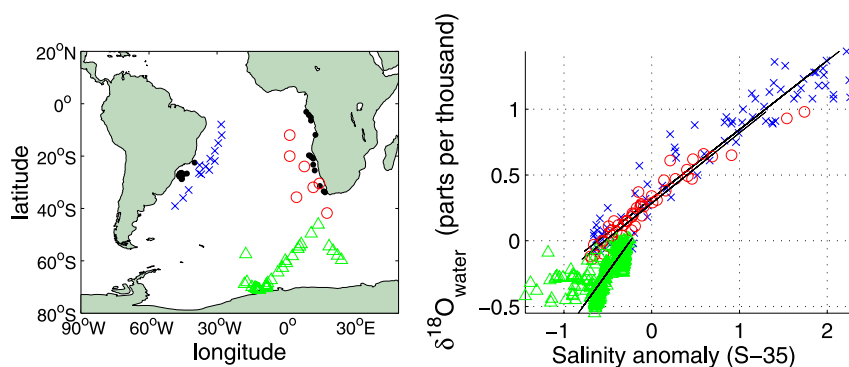 20°N
0°
20°S
40°S
60°S
80°S
90°W
60°W
30°W
0°
30°E
latitude
longitude
1
0.5
0
−0.5
−1
0
1
2
δ18Owater (parts per thousand)
Salinity anomaly (S−35)